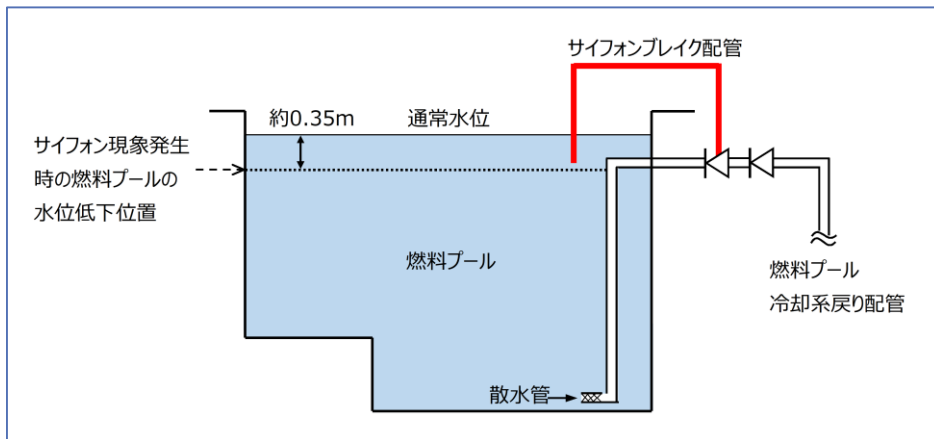 サイフォンブレイク配管
約0.35m
通常水位
サイフォン現象発生
時の燃料プールの
水位低下位置
燃料プール
燃料プール
冷却系戻り配管
散水管